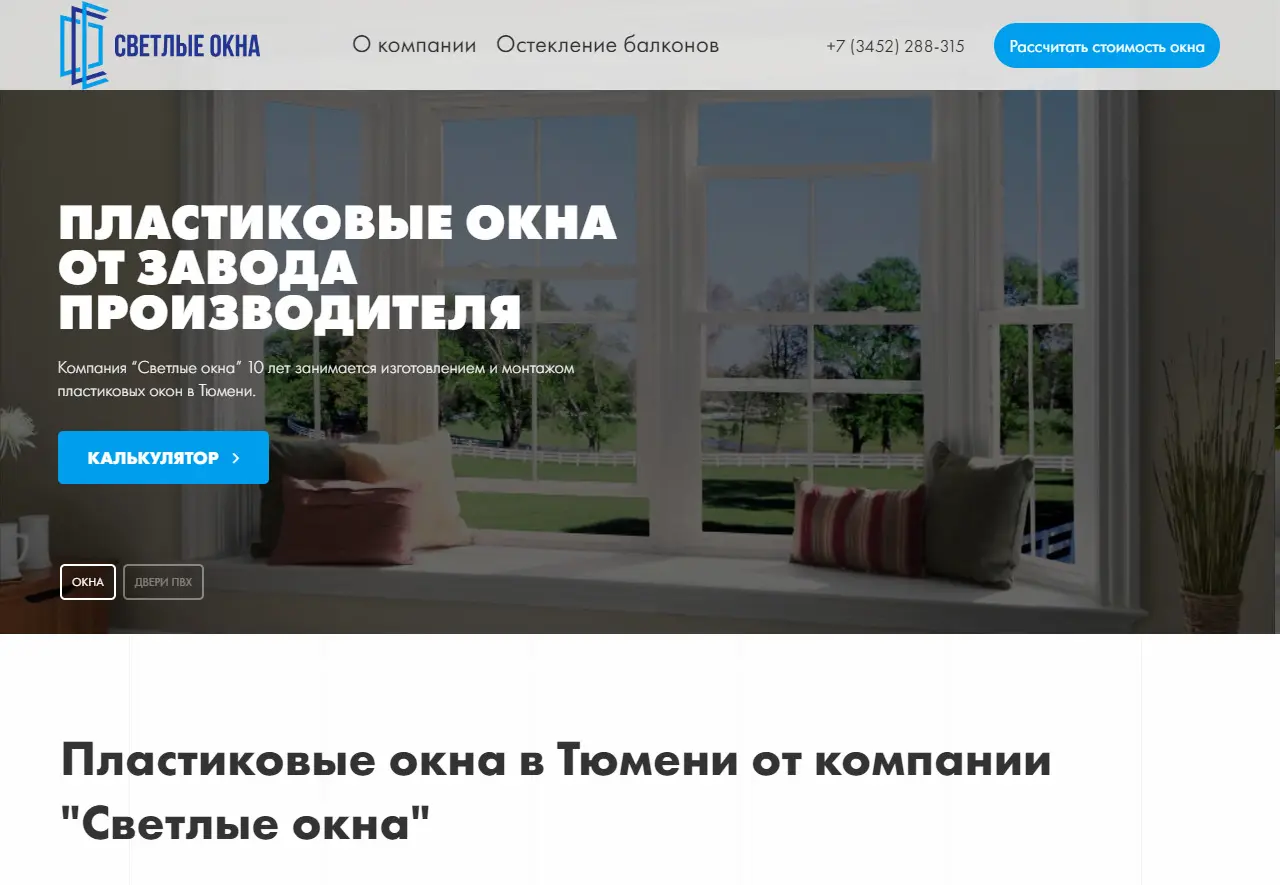 СВЕТЛЫЕ ОКНА
О компании
Остекление балконов
+7 (3452) 288-315
Рассчитать стоимость окна
ПЛАСТИКОВЫЕ ОКНА
ОТ ЗАВОДА
ПРОИЗВОДИТЕЛЯ
Компания “Светлые окна” 10 лет занимается изготовлением и монтажом
пластиковых окон в Тюмени.
КАЛЬКУЛЯТОР
ОКНА
ДВЕРИ ПВХ
Пластиковые окна в Тюмени от компании
"Светлые окна"